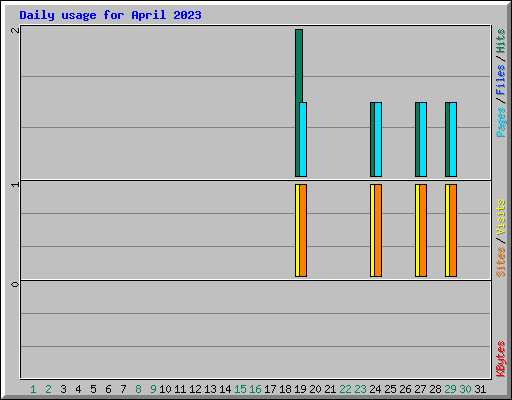 Daily usage for April 2023
2
1
0
Pages / Files / Hits
Sites / Visits
KBytes
1 2 3 4 5 6 7 8 9 10 11 12 13 14 15 16 17 18 19 20 21 22 23 24 25 26 27 28 29 30 31